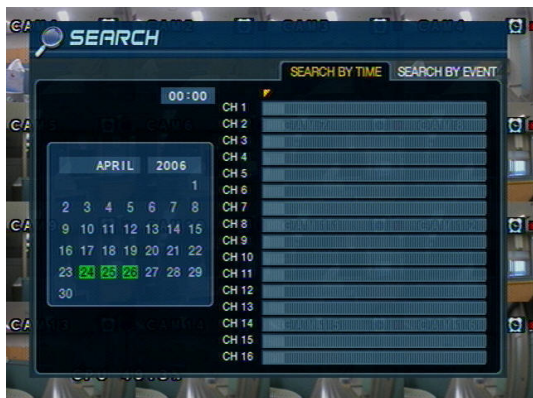 SEARCH
SEARCH BY TIME SEARCH BY EVENT
00:00
CH 1
CH 2
CH 3
CH 4
CH 5
CH 6
CH 7
CH 8
CH 9
CH 10
CH 11
CH 12
CH 13
CH 14
CH 15
CH 16
APRIL 2006
1
2 3 4 5 6 7 8
9 10 11 12 13 14 15
16 17 18 19 20 21 22
23 24 25 26 27 28 29
30